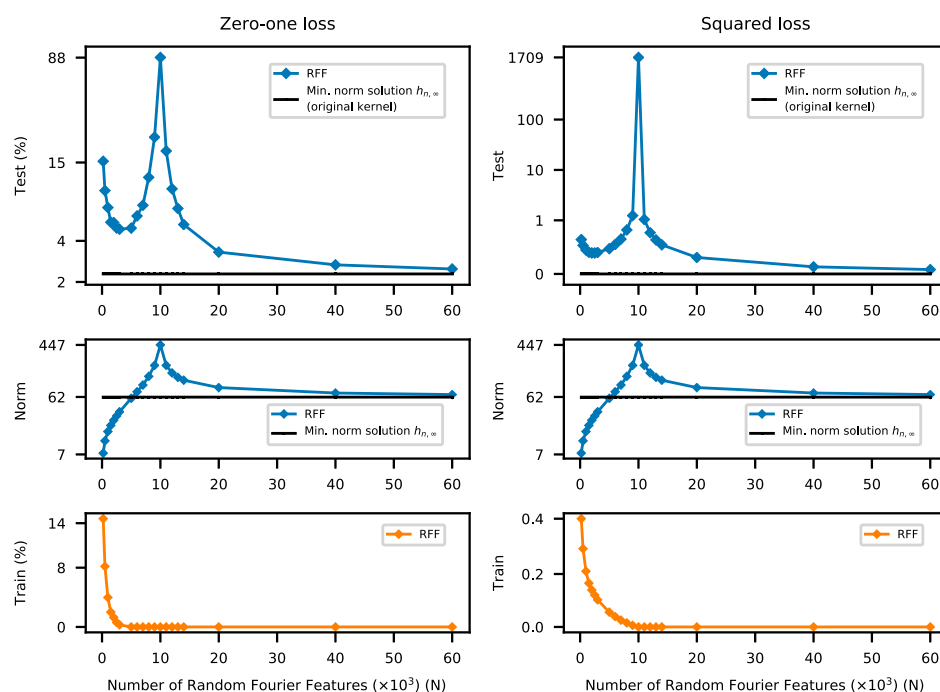 Zero-one loss
88
15
4
2
Test (%)
RFF
Min. norm solution h_{n,∞}
(original kernel)
0 10 20 30 40 50 60
447
62
7
Norm
RFF
Min. norm solution h_{n,∞}
0 10 20 30 40 50 60
14
8
0
Train (%)
RFF
0 10 20 30 40 50 60
Number of Random Fourier Features (×10³) (N)
Squared loss
1709
100
10
1
0
Test
RFF
Min. norm solution h_{n,∞}
(original kernel)
0 10 20 30 40 50 60
447
62
7
Norm
RFF
Min. norm solution h_{n,∞}
0 10 20 30 40 50 60
0.4
0.2
0.0
Train
RFF
0 10 20 30 40 50 60
Number of Random Fourier Features (×10³) (N)